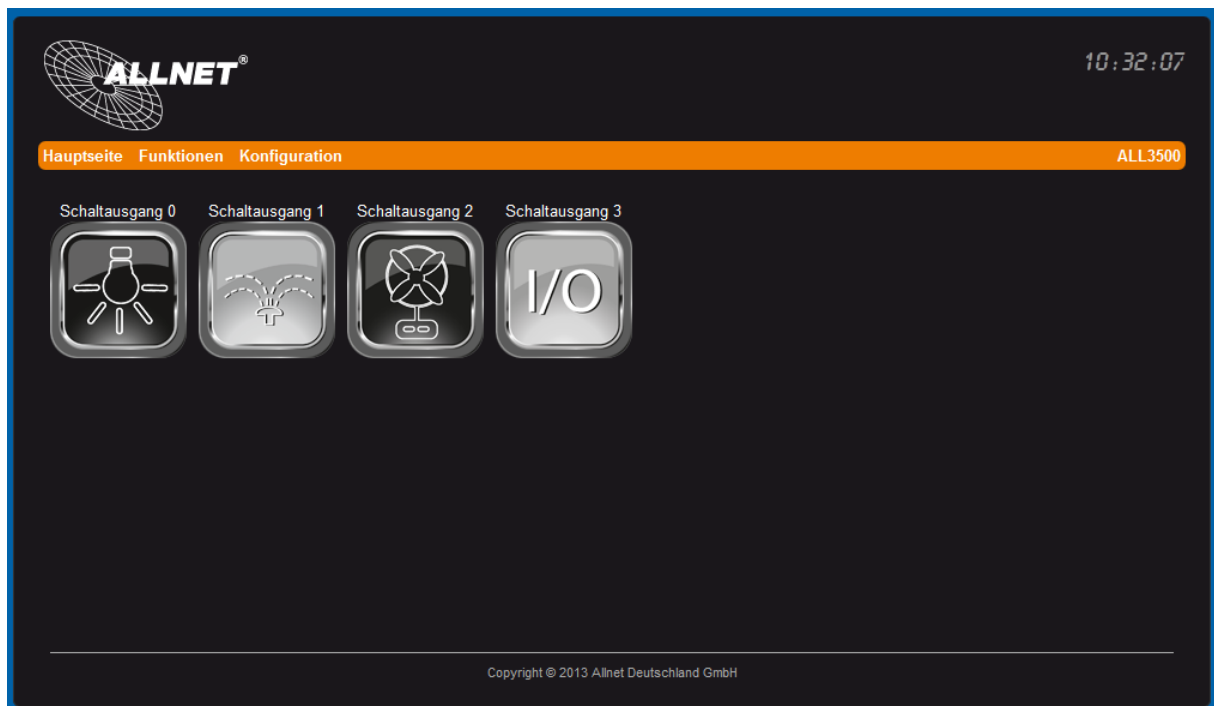 ALLNET®
10:32:07
Hauptseite Funktionen Konfiguration ALL3500
Schaltausgang 0 Schaltausgang 1 Schaltausgang 2 Schaltausgang 3
I/O
Copyright © 2013 Allnet Deutschland GmbH